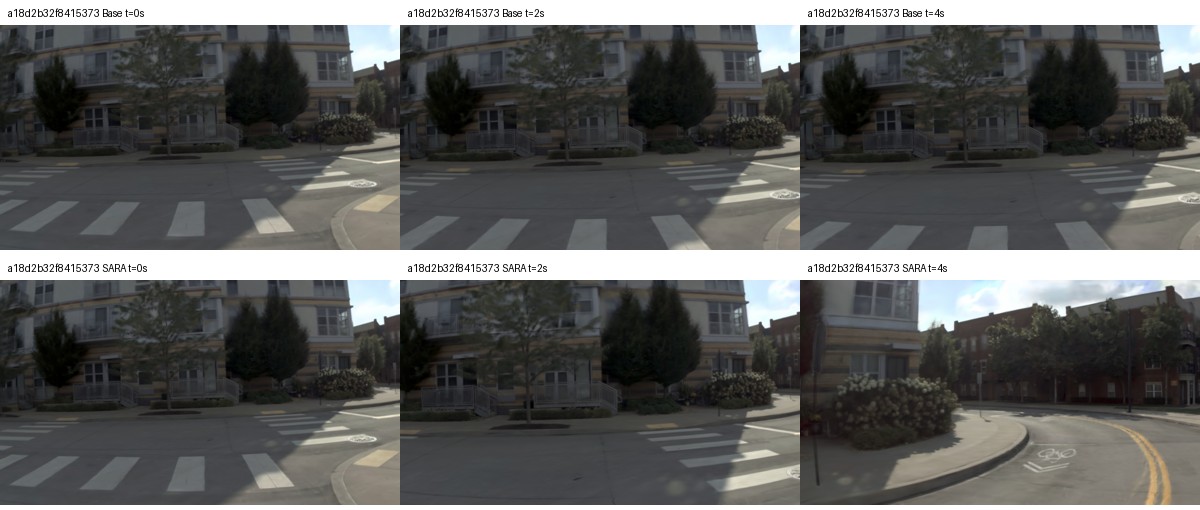 a18d2b32f8415373 Base t=0s
a18d2b32f8415373 Base t=2s
a18d2b32f8415373 Base t=4s
a18d2b32f8415373 SARA t=0s
a18d2b32f8415373 SARA t=2s
a18d2b32f8415373 SARA t=4s